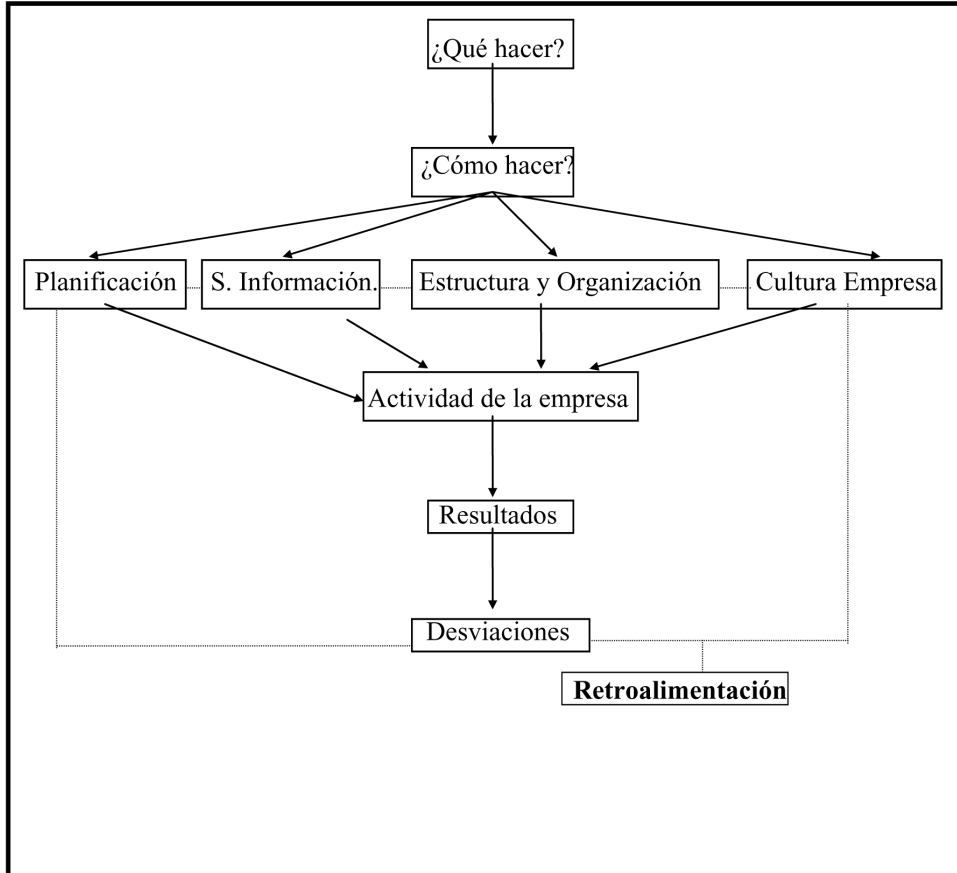 ¿Qué hacer?
¿Cómo hacer?
Planificación
S. Información.
Estructura y Organización
Cultura Empresa
Actividad de la empresa
Resultados
Desviaciones
Retroalimentación